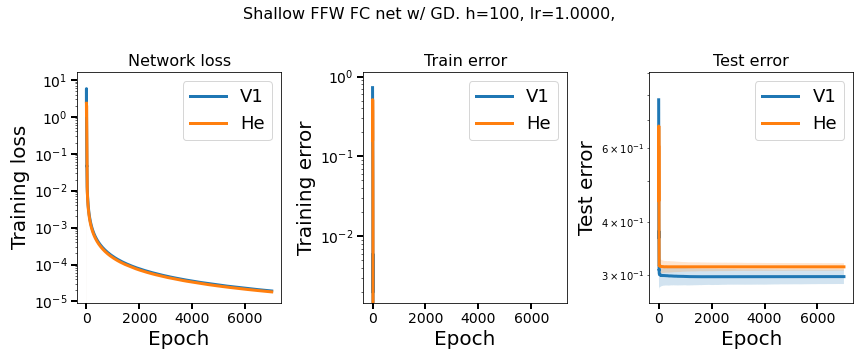 Shallow FFW FC net w/ GD. h=100, lr=1.0000,
Network loss
Training loss
10^1
10^0
10^-1
10^-2
10^-3
10^-4
10^-5
V1
He
0 2000 4000 6000
Epoch
Train error
Training error
10^0
10^-1
10^-2
V1
He
0 2000 4000 6000
Epoch
Test error
Test error
6 × 10^-1
4 × 10^-1
3 × 10^-1
V1
He
0 2000 4000 6000
Epoch